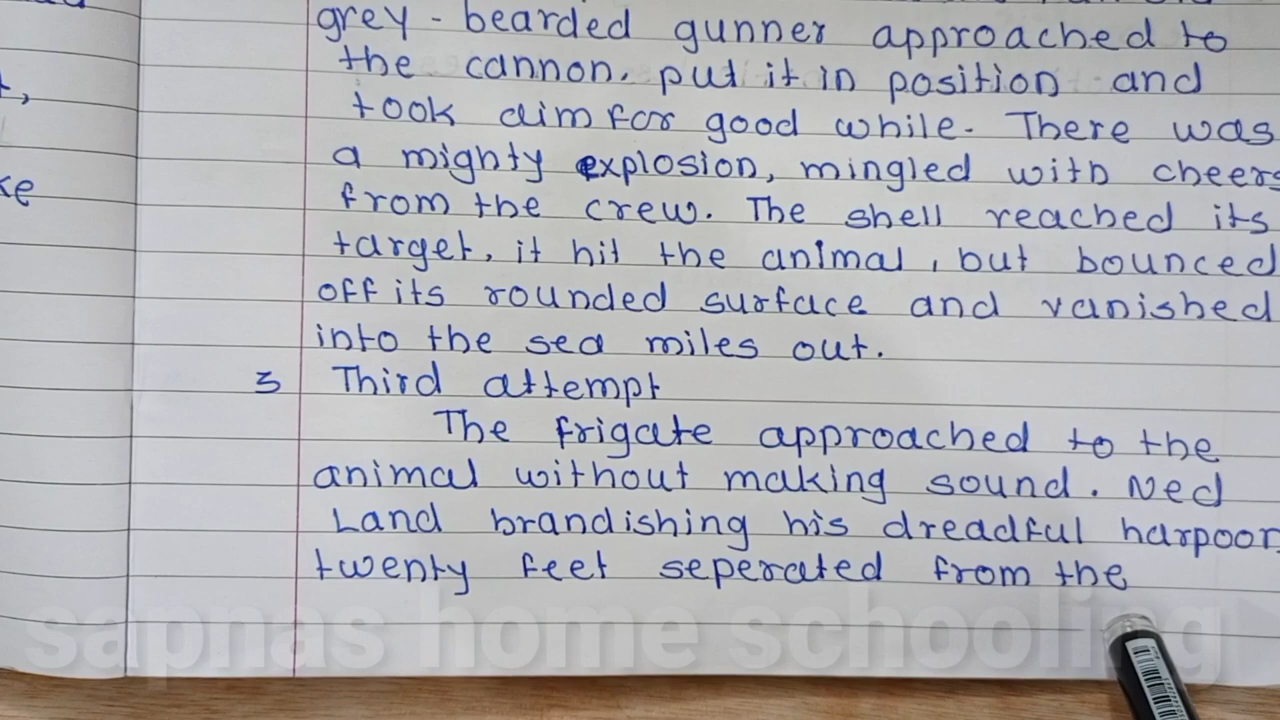 grey - bearded gunner approached to
the cannon. put it in position and
took aim for good while. There was
a mighty explosion, mingled with cheers
from the crew. The shell reached its
target, it hit the animal, but bounced
off its rounded surface and vanished
into the sea miles out.
3 Third attempt
The frigate approached to the
animal without making sound. Ned
Land brandishing his dreadful harpoon
twenty feet seperated from the
sapnas home schooling